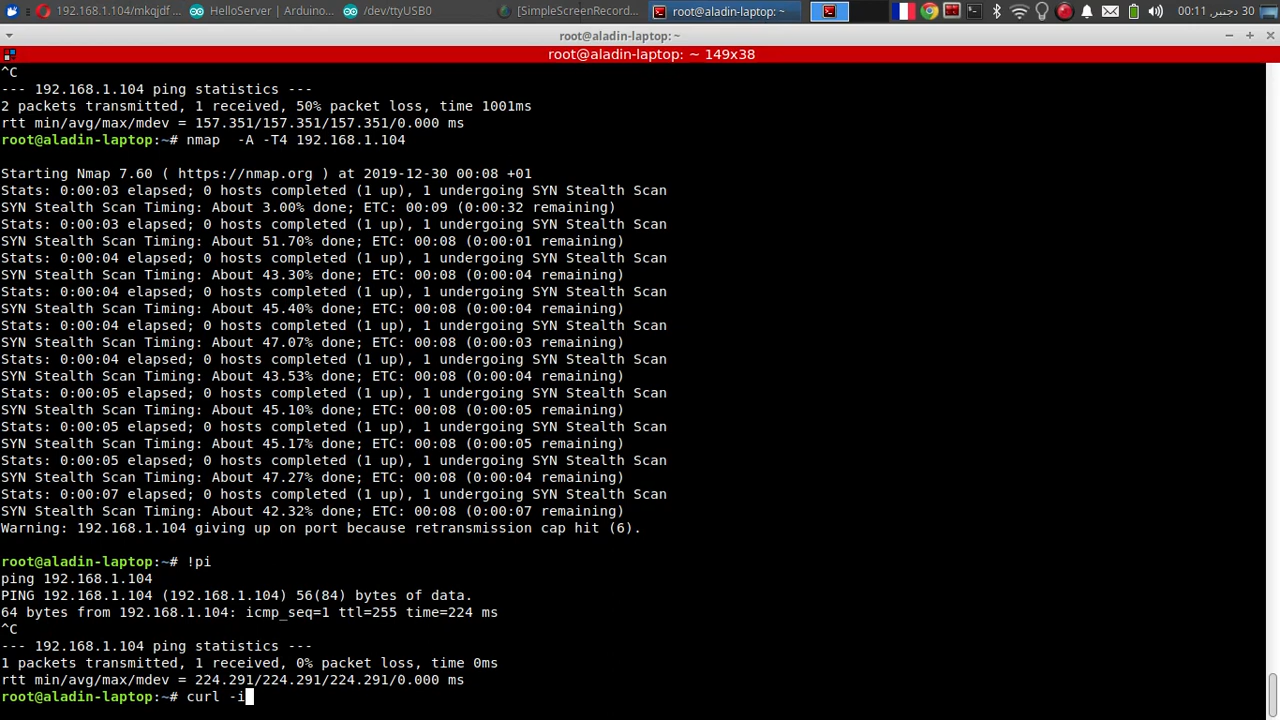 192.168.1.104/mkqjdf ... HelloServer | Arduino... /dev/ttyUSB0 [SimpleScreenRecord... root@aladin-laptop: ~ 30 دجنبر, 00:11
root@aladin-laptop: ~
root@aladin-laptop: ~ 149x38
^C
--- 192.168.1.104 ping statistics ---
2 packets transmitted, 1 received, 50% packet loss, time 1001ms
rtt min/avg/max/mdev = 157.351/157.351/157.351/0.000 ms
root@aladin-laptop:~# nmap  -A -T4 192.168.1.104
Starting Nmap 7.60 ( https://nmap.org ) at 2019-12-30 00:08 +01
Stats: 0:00:03 elapsed; 0 hosts completed (1 up), 1 undergoing SYN Stealth Scan
SYN Stealth Scan Timing: About 3.00% done; ETC: 00:09 (0:00:32 remaining)
Stats: 0:00:03 elapsed; 0 hosts completed (1 up), 1 undergoing SYN Stealth Scan
SYN Stealth Scan Timing: About 51.70% done; ETC: 00:08 (0:00:01 remaining)
Stats: 0:00:04 elapsed; 0 hosts completed (1 up), 1 undergoing SYN Stealth Scan
SYN Stealth Scan Timing: About 43.30% done; ETC: 00:08 (0:00:04 remaining)
Stats: 0:00:04 elapsed; 0 hosts completed (1 up), 1 undergoing SYN Stealth Scan
SYN Stealth Scan Timing: About 45.40% done; ETC: 00:08 (0:00:04 remaining)
Stats: 0:00:04 elapsed; 0 hosts completed (1 up), 1 undergoing SYN Stealth Scan
SYN Stealth Scan Timing: About 47.07% done; ETC: 00:08 (0:00:03 remaining)
Stats: 0:00:04 elapsed; 0 hosts completed (1 up), 1 undergoing SYN Stealth Scan
SYN Stealth Scan Timing: About 43.53% done; ETC: 00:08 (0:00:04 remaining)
Stats: 0:00:05 elapsed; 0 hosts completed (1 up), 1 undergoing SYN Stealth Scan
SYN Stealth Scan Timing: About 45.10% done; ETC: 00:08 (0:00:05 remaining)
Stats: 0:00:05 elapsed; 0 hosts completed (1 up), 1 undergoing SYN Stealth Scan
SYN Stealth Scan Timing: About 45.17% done; ETC: 00:08 (0:00:05 remaining)
Stats: 0:00:05 elapsed; 0 hosts completed (1 up), 1 undergoing SYN Stealth Scan
SYN Stealth Scan Timing: About 47.27% done; ETC: 00:08 (0:00:04 remaining)
Stats: 0:00:07 elapsed; 0 hosts completed (1 up), 1 undergoing SYN Stealth Scan
SYN Stealth Scan Timing: About 42.32% done; ETC: 00:08 (0:00:07 remaining)
Warning: 192.168.1.104 giving up on port because retransmission cap hit (6).
root@aladin-laptop:~# !pi
ping 192.168.1.104
PING 192.168.1.104 (192.168.1.104) 56(84) bytes of data.
64 bytes from 192.168.1.104: icmp_seq=1 ttl=255 time=224 ms
^C
--- 192.168.1.104 ping statistics ---
1 packets transmitted, 1 received, 0% packet loss, time 0ms
rtt min/avg/max/mdev = 224.291/224.291/224.291/0.000 ms
root@aladin-laptop:~# curl -i